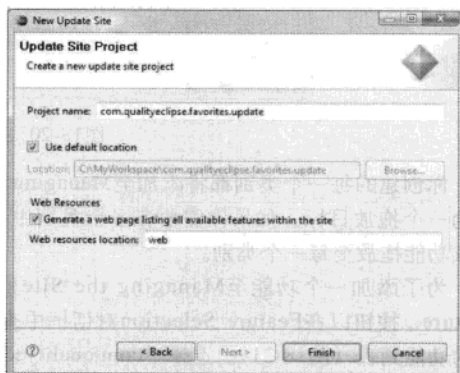 New Update Site
Update Site Project
Create a new update site project
Project name: com.qualityeclipse.favorites.update
Use default location
Location: C:\MyWorkspace\com.qualityeclipse.favorites.update Browse...
Web Resources
Generate a web page listing all available features within the site
Web resources location: web
< Back Next > Finish Cancel